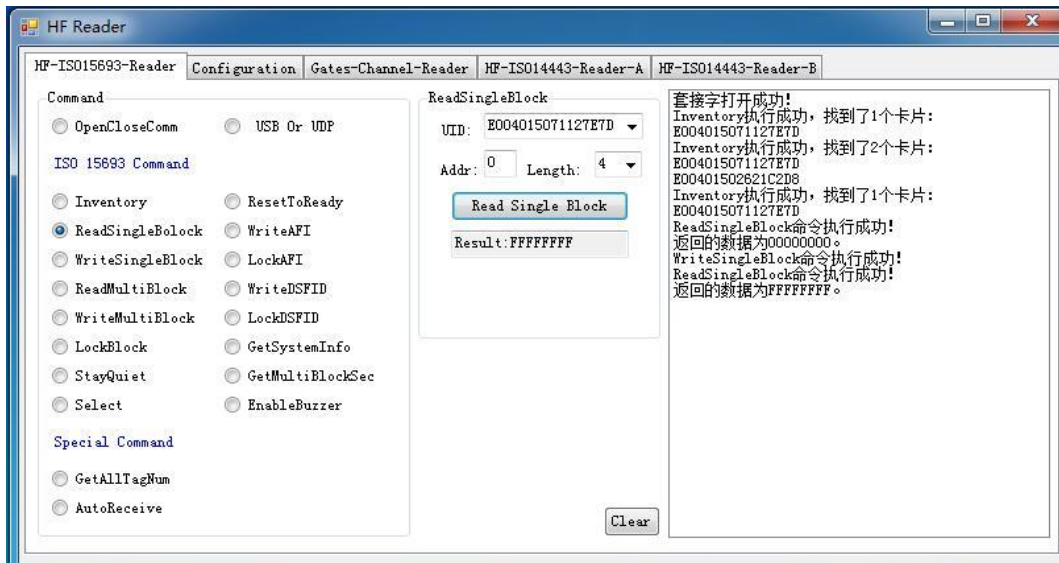 HF Reader
HF-ISO15693-Reader
Configuration
Gates-Channel-Reader
HF-ISO14443-Reader-A
HF-ISO14443-Reader-B
Command
OpenCloseComm
USB Or UDP
ISO 15693 Command
Inventory
ResetToReady
ReadSingleBolock
WriteAFI
WriteSingleBlock
LockAFI
ReadMultiBlock
WriteDSFID
WriteMultiBlock
LockDSFID
LockBlock
GetSystemInfo
StayQuiet
GetMultiBlockSec
Select
EnableBuzzer
Special Command
GetAllTagNum
AutoReceive
ReadSingleBlock
UID: E004015071127E7D
Addr: 0 Length: 4
Read Single Block
Result:FFFFFFFF
Clear
套接字打开成功!
Inventory执行成功，找到了1个卡片:
E004015071127E7D
Inventory执行成功，找到了2个卡片:
E004015071127E7D
E00401502621C2D8
Inventory执行成功，找到了1个卡片:
E004015071127E7D
ReadSingleBlock命令执行成功!
返回的数据为00000000。
WriteSingleBlock命令执行成功!
ReadSingleBlock命令执行成功!
返回的数据为FFFFFFFF。